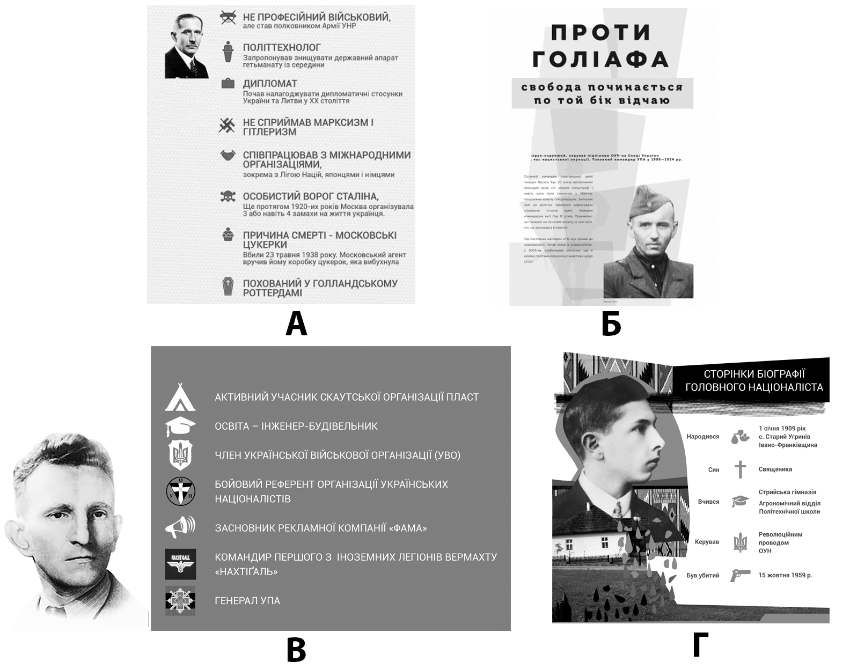 НЕ ПРОФЕСІЙНИЙ ВІЙСЬКОВИЙ,
але став полковником Армії УНР
ПОЛІТТЕХНОЛОГ
Запропонував знищувати державний апарат
гетьманату із середини
ДИПЛОМАТ
Почав налагоджувати дипломатичні стосунки
України та Литви у ХХ столітті
НЕ СПРИЙМАВ МАРКСИЗМ І
ГІТЛЕРИЗМ
СПІВПРАЦЮВАВ З МІЖНАРОДНИМИ
ОРГАНІЗАЦІЯМИ,
зокрема з Лігою Націй, японцями і німцями
ОСОБИСТИЙ ВОРОГ СТАЛІНА,
Ще протягом 1920-их років Москва організувала
3 або навіть 4 замахи на життя українця.
ПРИЧИНА СМЕРТІ - МОСКОВСЬКІ
ЦУКЕРКИ
Вбили 23 травня 1938 року. Московський агент
вручив йому коробку цукерок, яка вибухнула
ПОХОВАНИЙ У ГОЛЛАНДСЬКОМУ
РОТТЕРДАМІ
А
ПРОТИ
ГОЛІАФА
свобода починається
по той бік відчаю
Б
АКТИВНИЙ УЧАСНИК СКАУТСЬКОЇ ОРГАНІЗАЦІЇ ПЛАСТ
ОСВІТА – ІНЖЕНЕР-БУДІВЕЛЬНИК
ЧЛЕН УКРАЇНСЬКОЇ ВІЙСЬКОВОЇ ОРГАНІЗАЦІЇ (УВО)
БОЙОВИЙ РЕФЕРЕНТ ОРГАНІЗАЦІЇ УКРАЇНСЬКИХ
НАЦІОНАЛІСТІВ
ЗАСНОВНИК РЕКЛАМНОЇ КОМПАНІЇ «ФАМА»
КОМАНДИР ПЕРШОГО З ІНОЗЕМНИХ ЛЕГІОНІВ ВЕРМАХТУ
«НАХТІҐАЛЬ»
ГЕНЕРАЛ УПА
В
СТОРІНКИ БІОГРАФІЇ
ГОЛОВНОГО НАЦІОНАЛІСТА
Народився
1 січня 1909 рік
с. Старий Угринів
Івано-Франківщина
Син
Священика
Вчився
Стрийська гімназія
Агрономічний відділ
Політехнічної школи
Керував
Революційним
проводом
ОУН
Був убитий
15 жовтня 1959 р.
Г